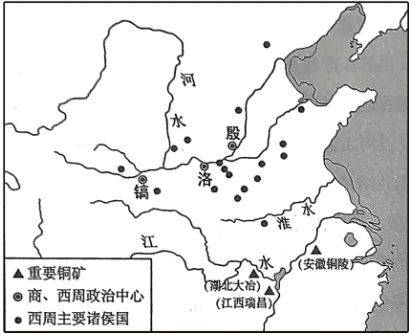 河
水
殷
洛
镐
淮
水
江
水
(安徽铜陵)
(湖北大冶)
(江西瑞昌)
重要铜矿
商、西周政治中心
西周主要诸侯国